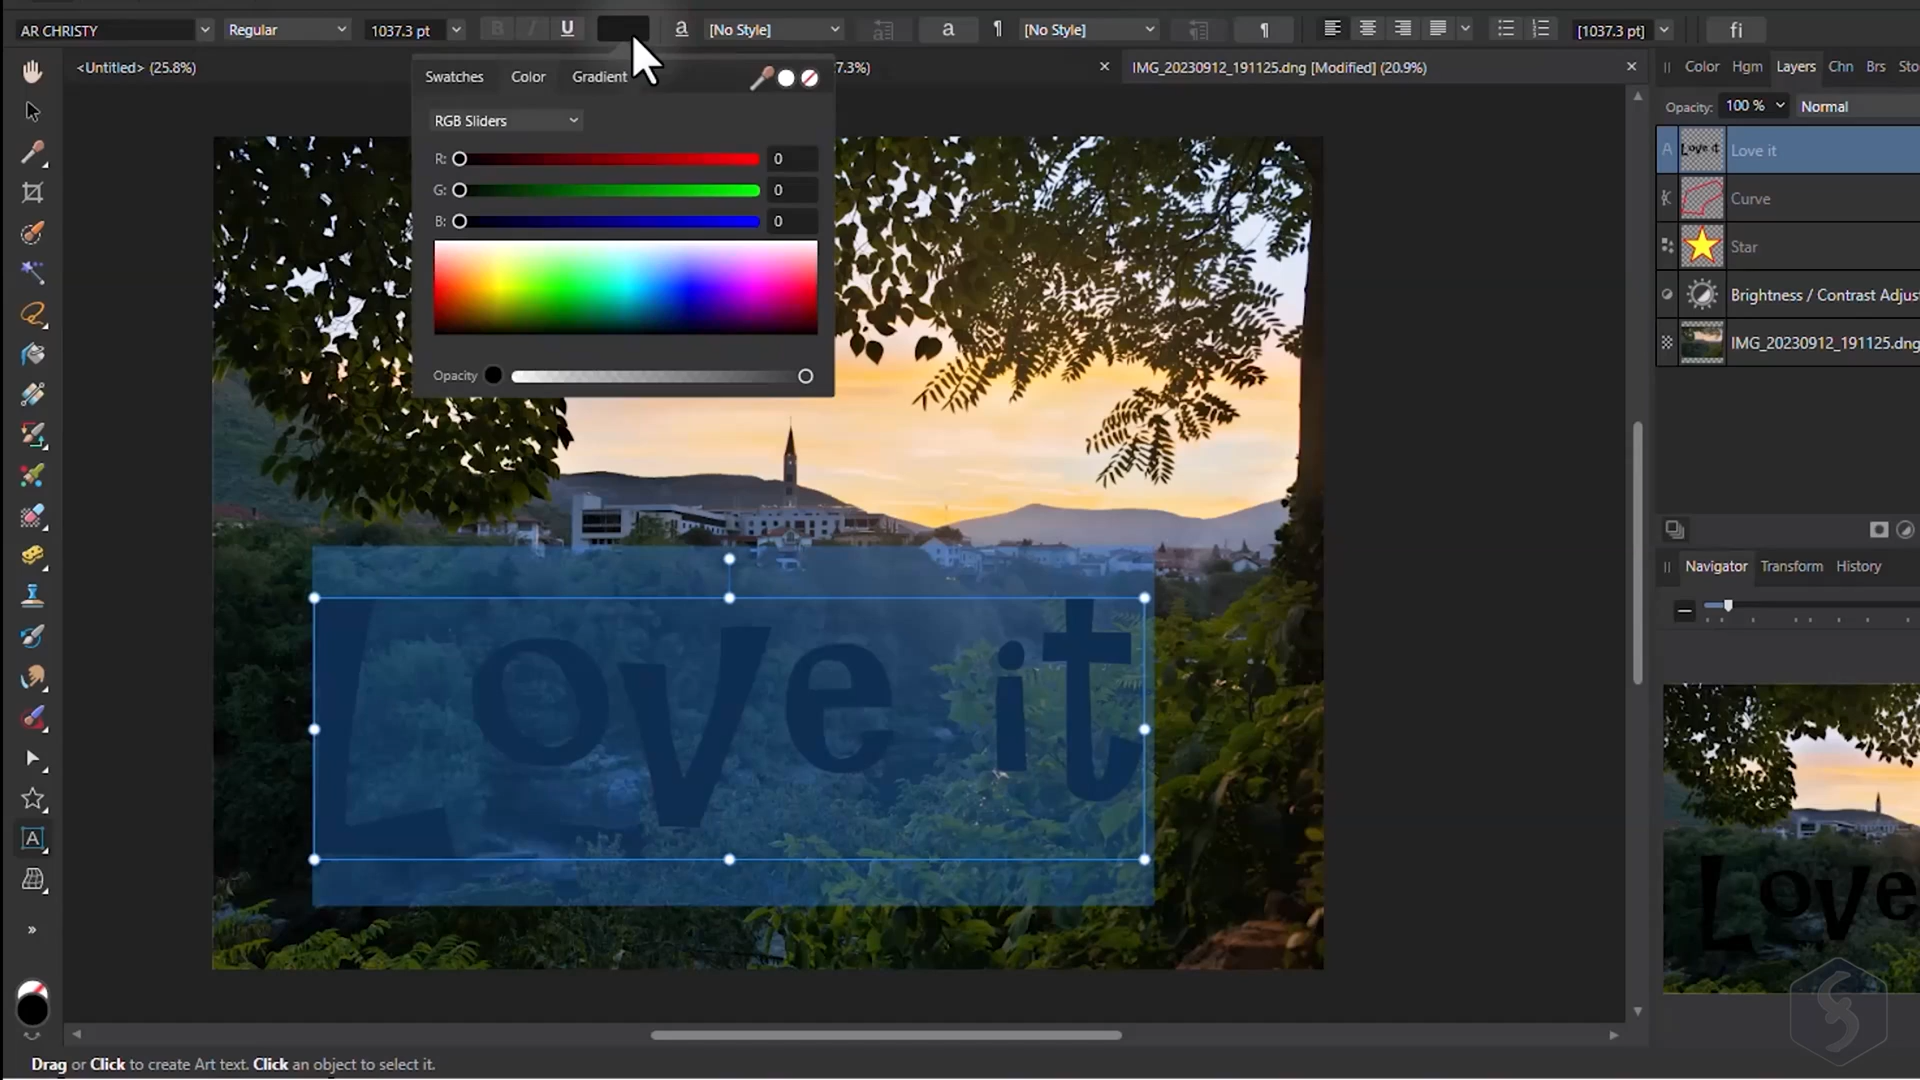 AR CHRISTY Regular 1037.3 pt B I U a [No Style] a ¶ [No Style] ¶ [1037.3 pt] fi
<Untitled> (25.8%) 7.3%) IMG_20230912_191125.dng [Modified] (20.9%)
Swatches Color Gradient
RGB Sliders
R: 0
G: 0
B: 0
Opacity
Color Hgm Layers Chn Brs Sto
Opacity: 100 % Normal
A Love it Love it
Curve
Star
Brightness / Contrast Adjus
IMG_20230912_191125.dng
Navigator Transform History
Love it
Love
A
Drag or Click to create Art text. Click an object to select it.